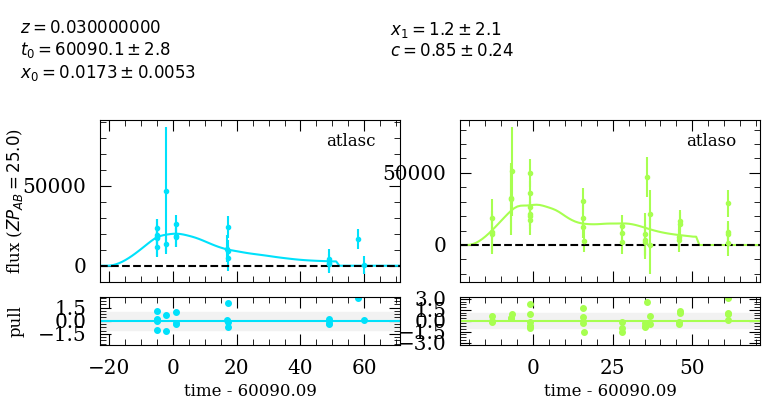 z = 0.030000000
t₀ = 60090.1 ± 2.8
x₀ = 0.0173 ± 0.0053
x₁ = 1.2 ± 2.1
c = 0.85 ± 0.24
flux (ZP_AB = 25.0)
50000
0
atlasc
50000
0
atlaso
pull
1.5
0.0
−1.5
3.0
1.5
0.0
−1.5
−3.0
−20 0 20 40 60
0 25 50
time - 60090.09
time - 60090.09